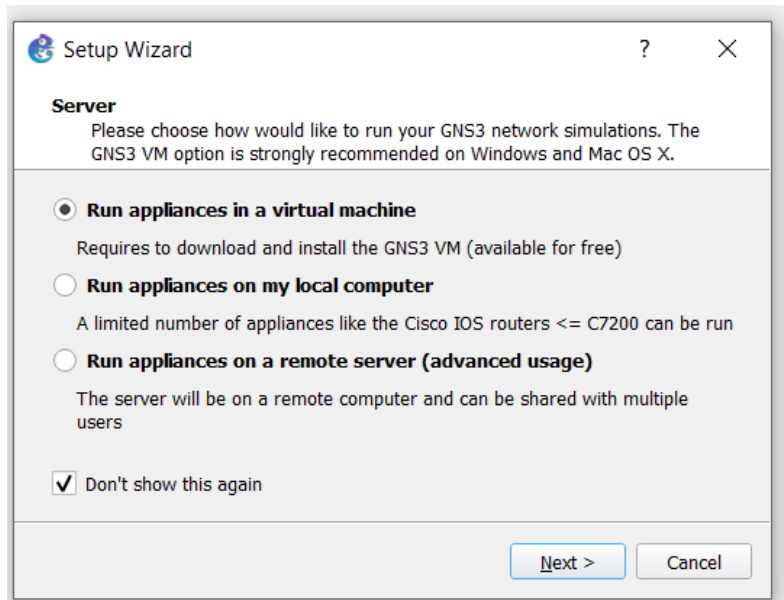 Setup Wizard
?
Server
Please choose how would like to run your GNS3 network simulations. The
GNS3 VM option is strongly recommended on Windows and Mac OS X.
Run appliances in a virtual machine
Requires to download and install the GNS3 VM (available for free)
Run appliances on my local computer
A limited number of appliances like the Cisco IOS routers <= C7200 can be run
Run appliances on a remote server (advanced usage)
The server will be on a remote computer and can be shared with multiple
users
Don't show this again
Next >
Cancel